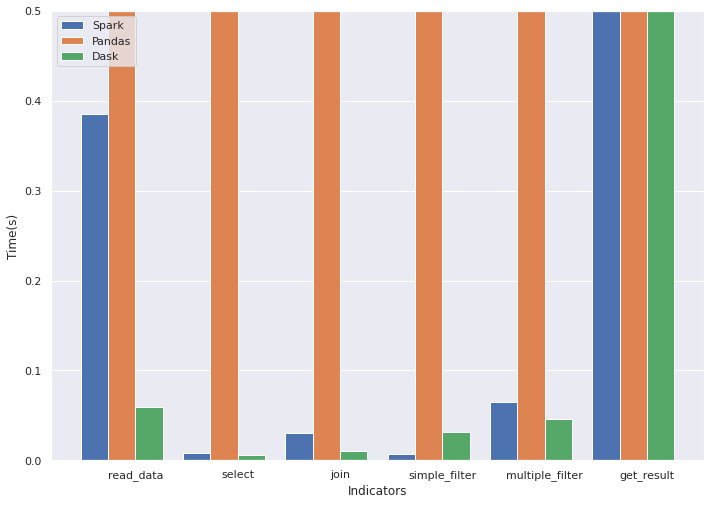 Spark
Pandas
Dask
0.5
0.4
0.3
0.2
0.1
0.0
Time(s)
read_data
select
join
simple_filter
multiple_filter
get_result
Indicators